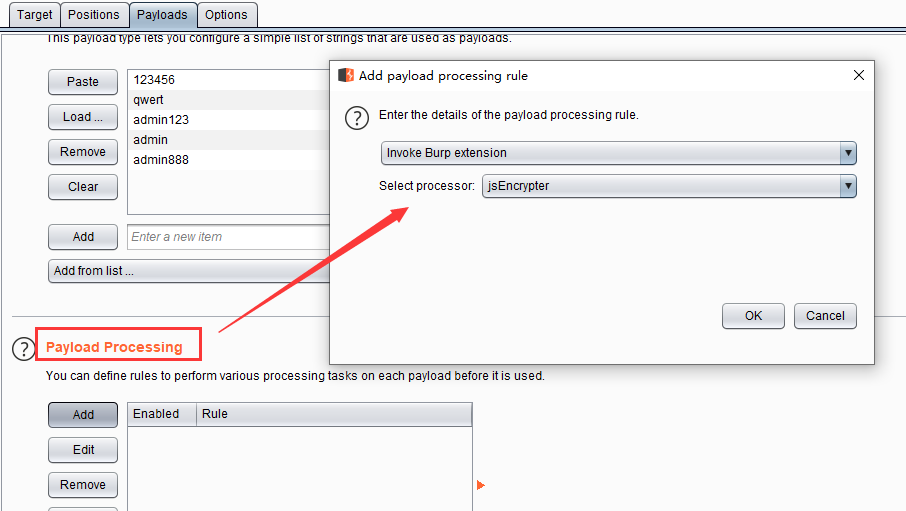 Target Positions Payloads Options
This payload type lets you configure a simple list of strings that are used as payloads.
Paste
Load ...
Remove
Clear
123456
qwert
admin123
admin
admin888
Add
Enter a new item
Add from list ...
Add payload processing rule
?
Enter the details of the payload processing rule.
Invoke Burp extension
Select processor: jsEncrypter
OK Cancel
?
Payload Processing
You can define rules to perform various processing tasks on each payload before it is used.
Add
Edit
Remove
Enabled Rule